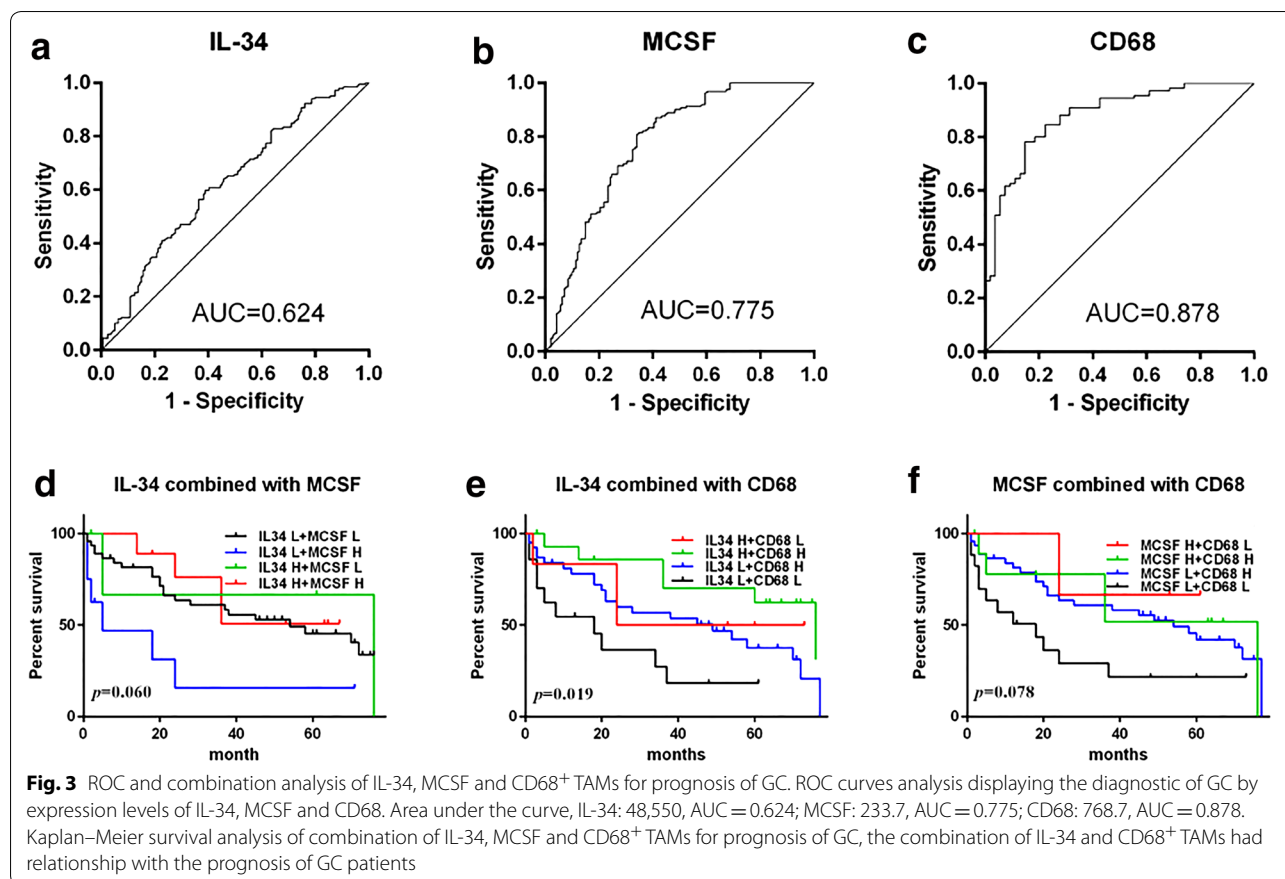 a
IL-34
1.0
0.8
0.6
0.4
0.2
0.0
Sensitivity
AUC=0.624
0.0 0.2 0.4 0.6 0.8 1.0
1 - Specificity
b
MCSF
1.0
0.8
0.6
0.4
0.2
0.0
Sensitivity
AUC=0.775
0.0 0.2 0.4 0.6 0.8 1.0
1 - Specificity
c
CD68
1.0
0.8
0.6
0.4
0.2
0.0
Sensitivity
AUC=0.878
0.0 0.2 0.4 0.6 0.8 1.0
1 - Specificity
d
IL-34 combined with MCSF
100
50
0
Percent survival
IL34 L+MCSF L
IL34 L+MCSF H
IL34 H+MCSF L
IL34 H+MCSF H
p=0.060
0 20 40 60
month
e
IL-34 combined with CD68
100
50
0
Percent survival
IL34 H+CD68 L
IL34 H+CD68 H
IL34 L+CD68 H
IL34 L+CD68 L
p=0.019
0 20 40 60
months
f
MCSF combined with CD68
100
50
0
Percent survival
MCSF H+CD68 L
MCSF H+CD68 H
MCSF L+CD68 H
MCSF L+CD68 L
p=0.078
0 20 40 60
months
Fig. 3 ROC and combination analysis of IL-34, MCSF and CD68+ TAMs for prognosis of GC. ROC curves analysis displaying the diagnostic of GC by
expression levels of IL-34, MCSF and CD68. Area under the curve, IL-34: 48,550, AUC = 0.624; MCSF: 233.7, AUC = 0.775; CD68: 768.7, AUC = 0.878.
Kaplan–Meier survival analysis of combination of IL-34, MCSF and CD68+ TAMs for prognosis of GC, the combination of IL-34 and CD68+ TAMs had
relationship with the prognosis of GC patients